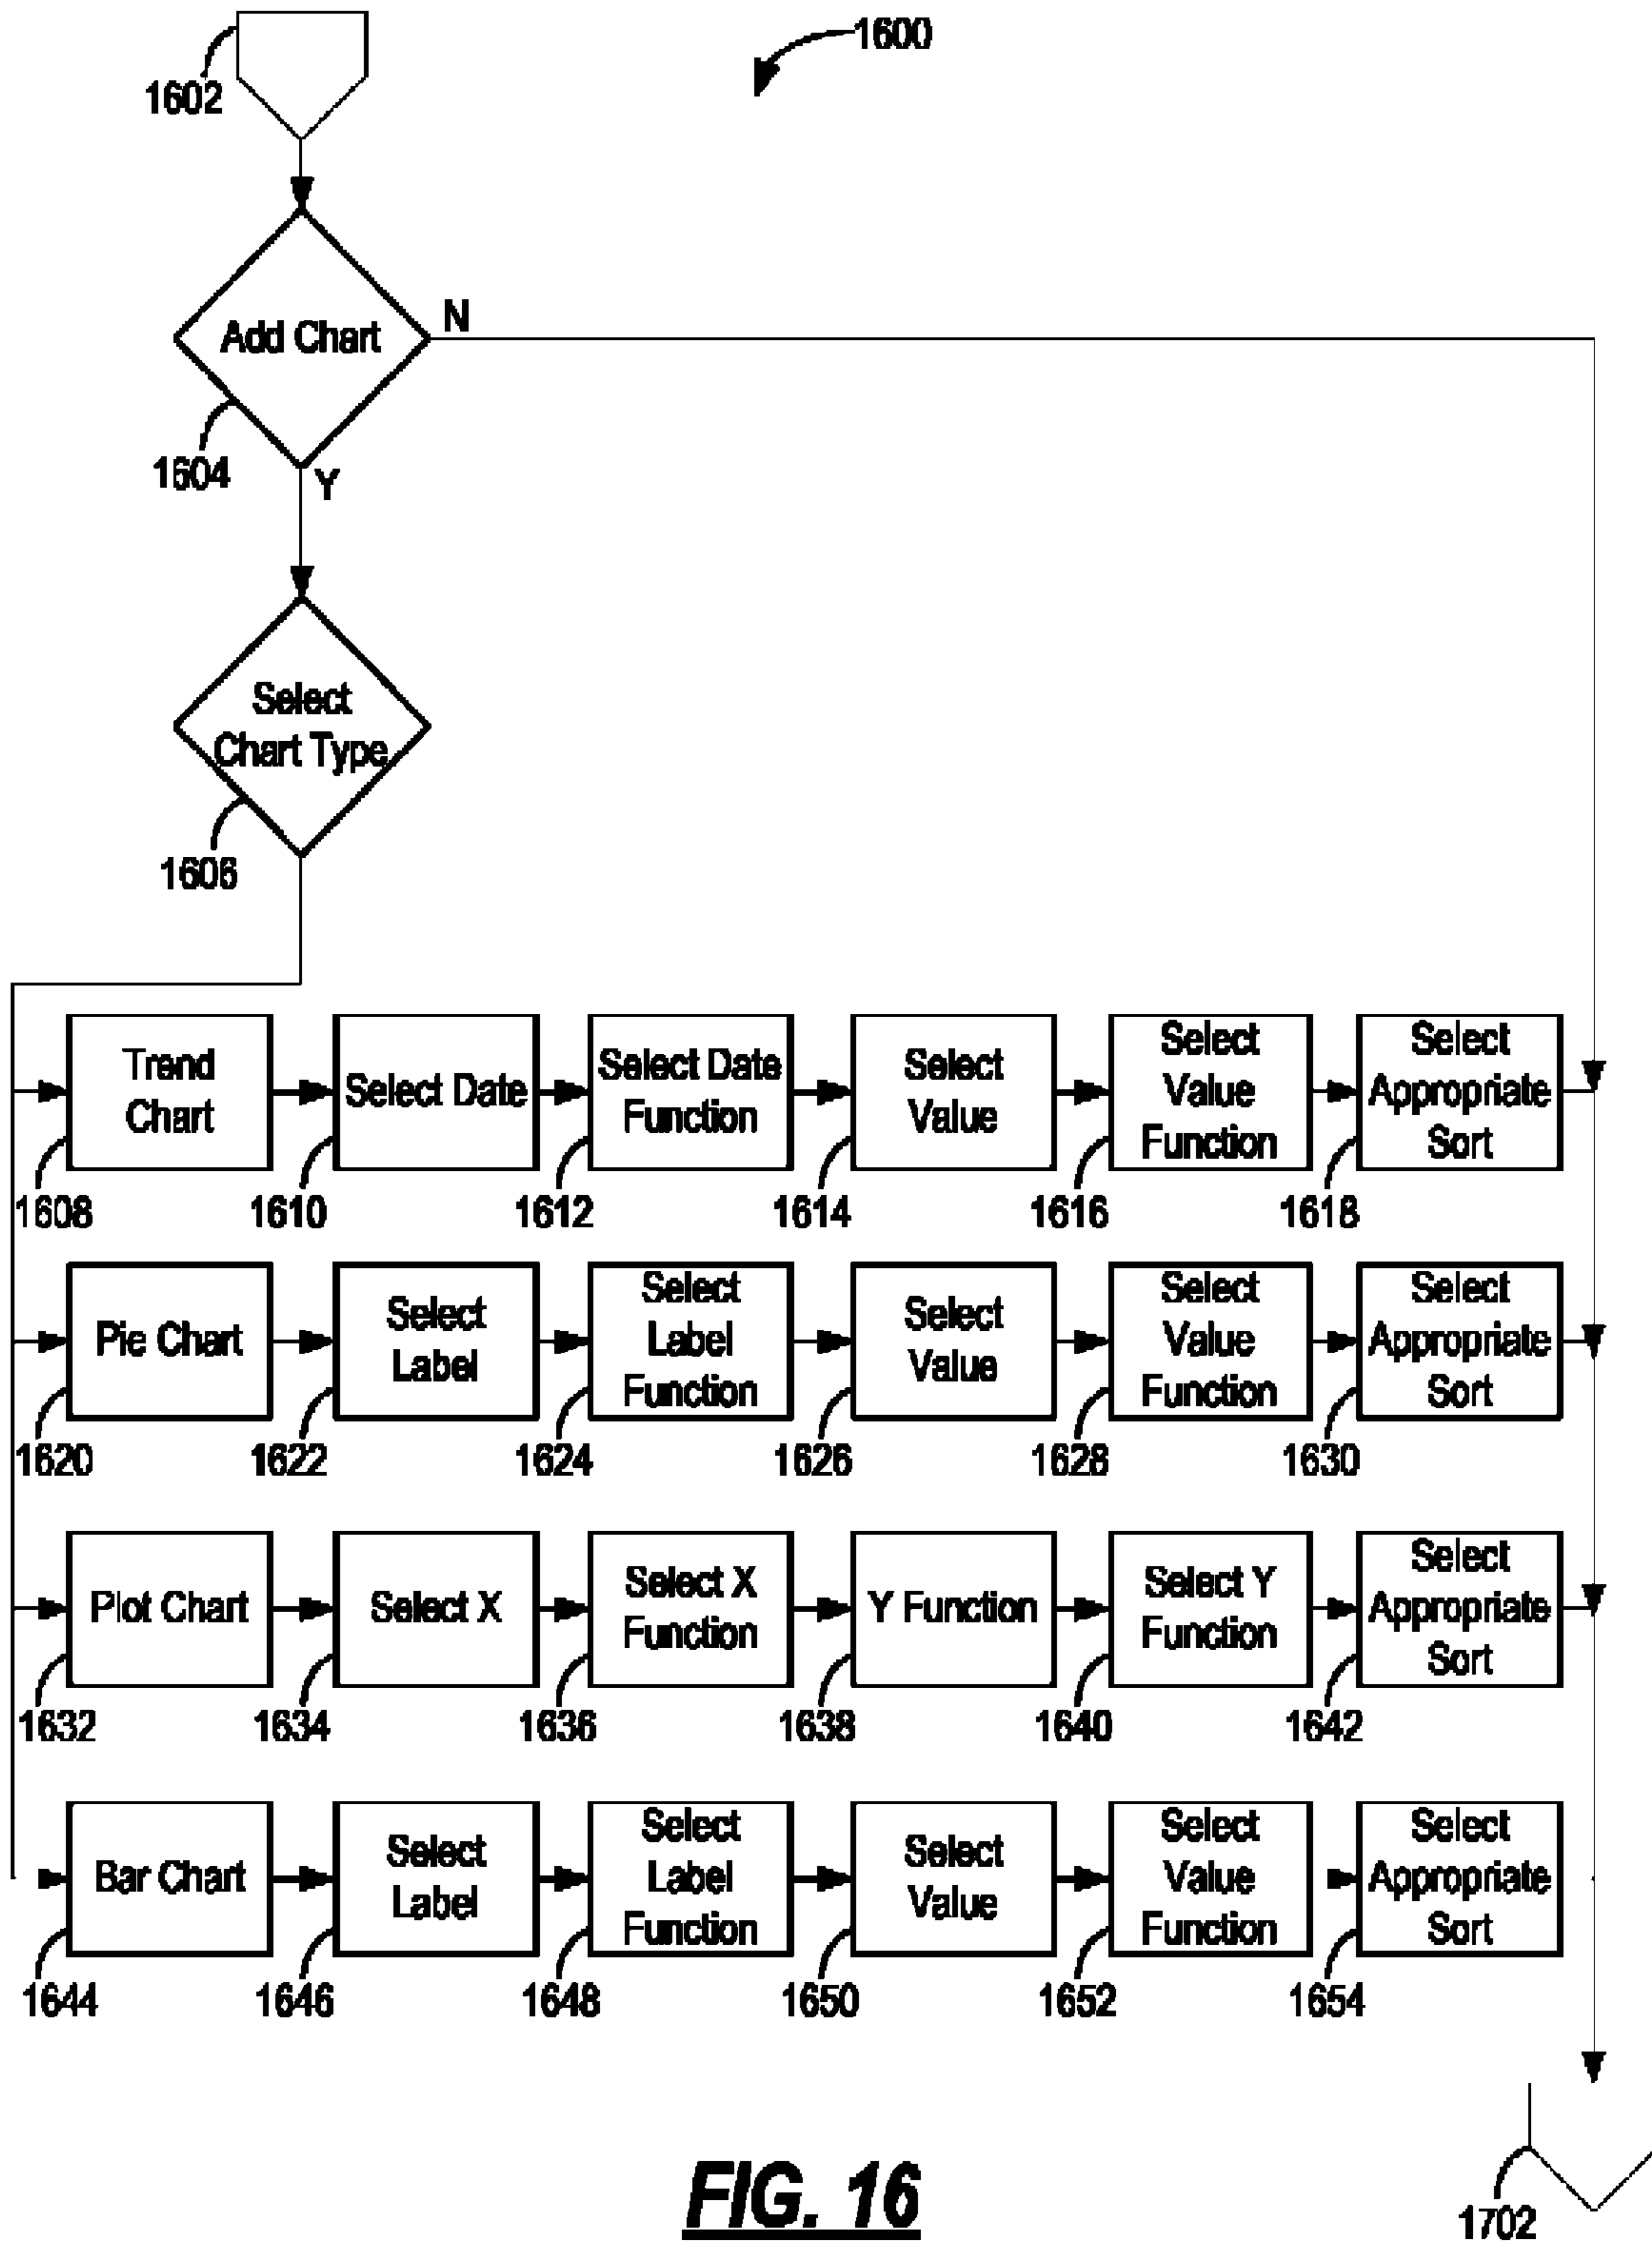 1600
1602
Add Chart
N
1604
Y
Select
Chart Type
1606
Trend
Chart
Select Date
Select Date
Function
Select
Value
Select
Value
Function
Select
Appropriate
Sort
1608
1610
1612
1614
1616
1618
Pie Chart
Select
Label
Select
Label
Function
Select
Value
Select
Value
Function
Select
Appropriate
Sort
1620
1622
1624
1626
1628
1630
Plot Chart
Select X
Select X
Function
Y Function
Select Y
Function
Select
Appropriate
Sort
1632
1634
1636
1638
1640
1642
Bar Chart
Select
Label
Select
Label
Function
Select
Value
Select
Value
Function
Select
Appropriate
Sort
1644
1646
1648
1650
1652
1654
FIG. 16
1702